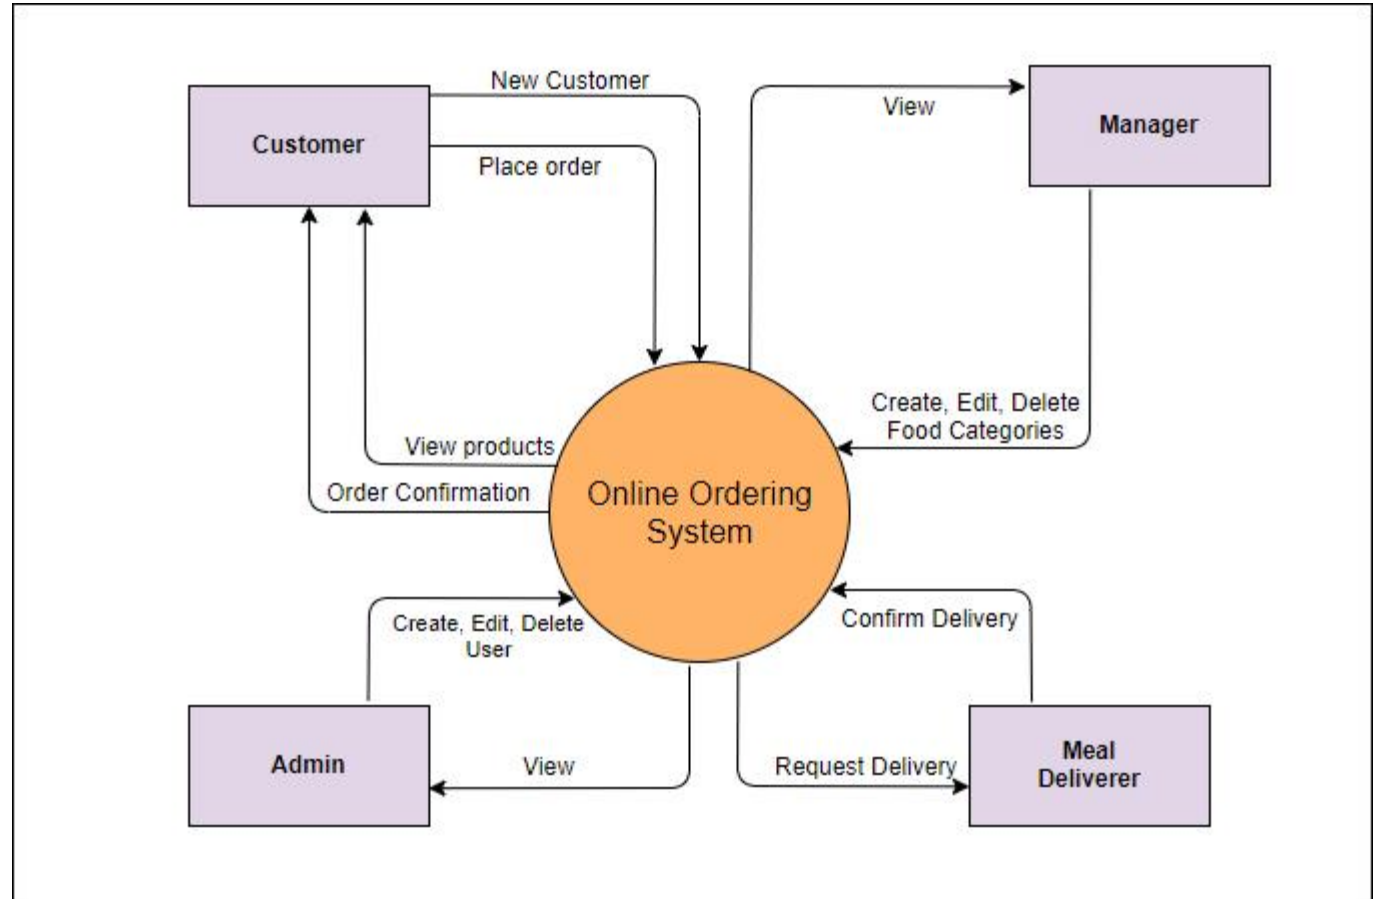 New Customer
View
Manager
Customer
Place order
Create, Edit, Delete
Food Categories
View products
Order Confirmation
Online Ordering
System
Create, Edit, Delete
User
Confirm Delivery
Admin
View
Request Delivery
Meal
Deliverer